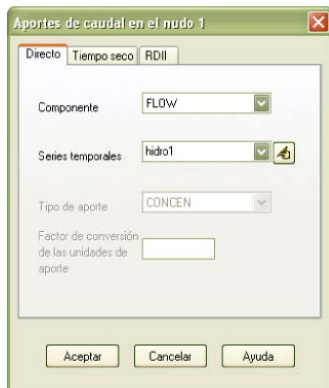 Aportes de caudal en el nudo 1
Directo Tiempo seco RDII
Componente FLOW
Series temporales hidro1
Tipo de aporte CONCEN
Factor de conversión
de las unidades de
aporte
Aceptar Cancelar Ayuda